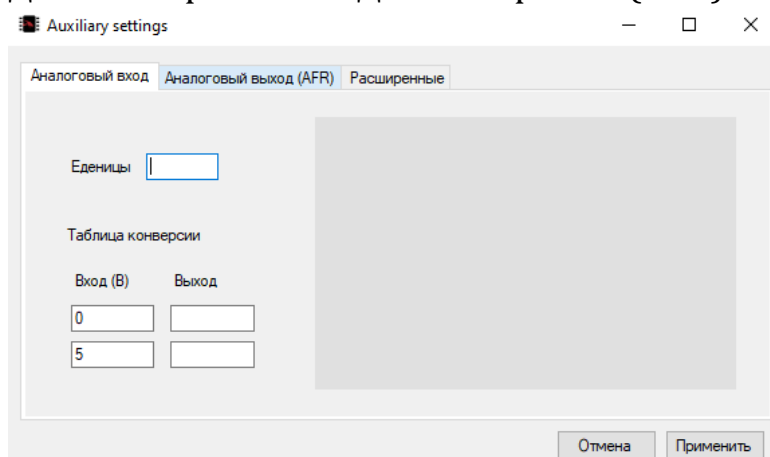 Auxiliary settings
Аналоговый вход Аналоговый выход (AFR) Расширенные
Еденицы
Таблица конверсии
Вход (В) Выход
0
5
Отмена Применить